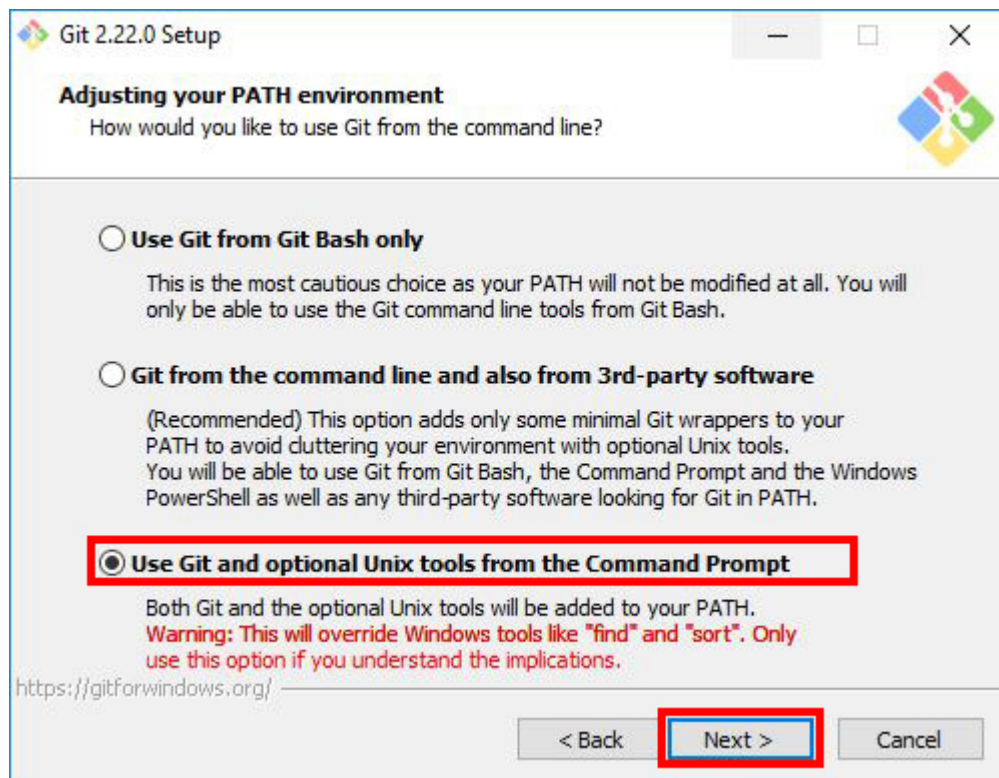 Git 2.22.0 Setup
Adjusting your PATH environment
How would you like to use Git from the command line?
Use Git from Git Bash only
This is the most cautious choice as your PATH will not be modified at all. You will
only be able to use the Git command line tools from Git Bash.
Git from the command line and also from 3rd-party software
(Recommended) This option adds only some minimal Git wrappers to your
PATH to avoid cluttering your environment with optional Unix tools.
You will be able to use Git from Git Bash, the Command Prompt and the Windows
PowerShell as well as any third-party software looking for Git in PATH.
Use Git and optional Unix tools from the Command Prompt
Both Git and the optional Unix tools will be added to your PATH.
Warning: This will override Windows tools like "find" and "sort". Only
use this option if you understand the implications.
https://gitforwindows.org/
< Back Next > Cancel